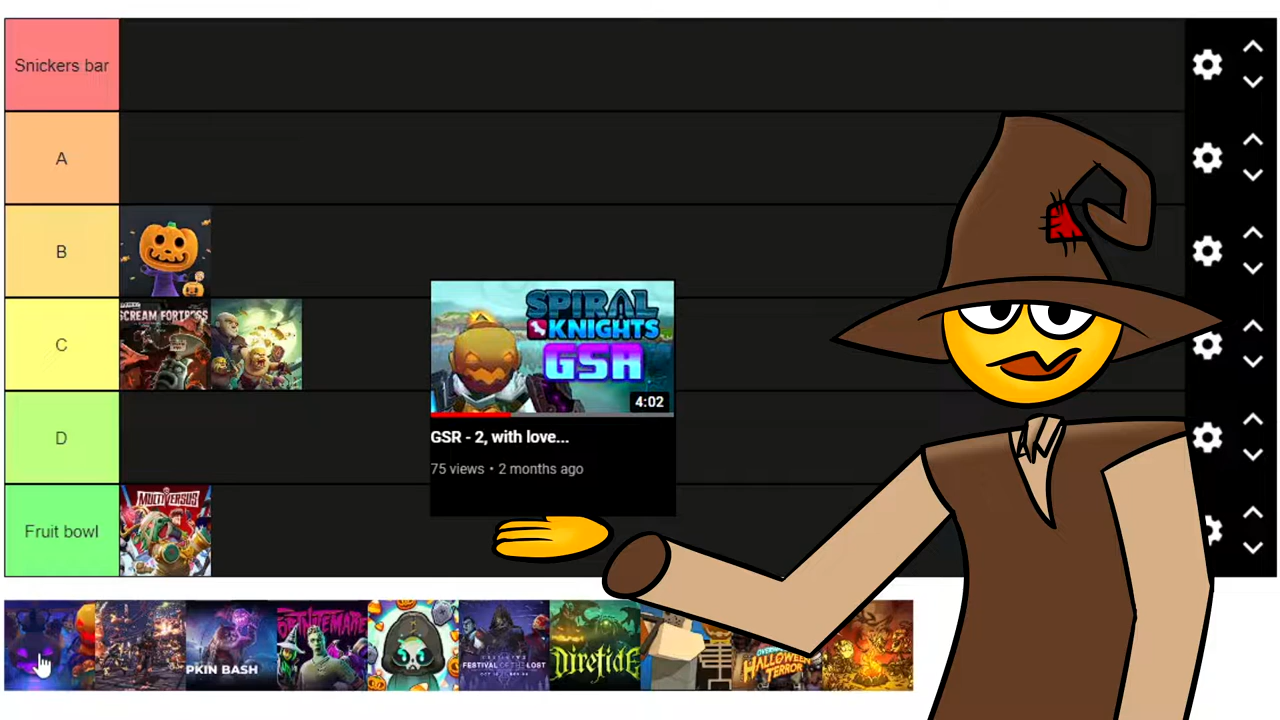 Snickers bar
A
B
C
D
Fruit bowl
SCREAM FORTRESS
MULTIVERSUS
SPIRAL
KNIGHTS
GSR
4:02
GSR - 2, with love...
75 views • 2 months ago
PKIN BASH
FORTNITEMARES
FESTIVAL OF THE LOST
DIRETIDE
HALLOWEEN
TERROR